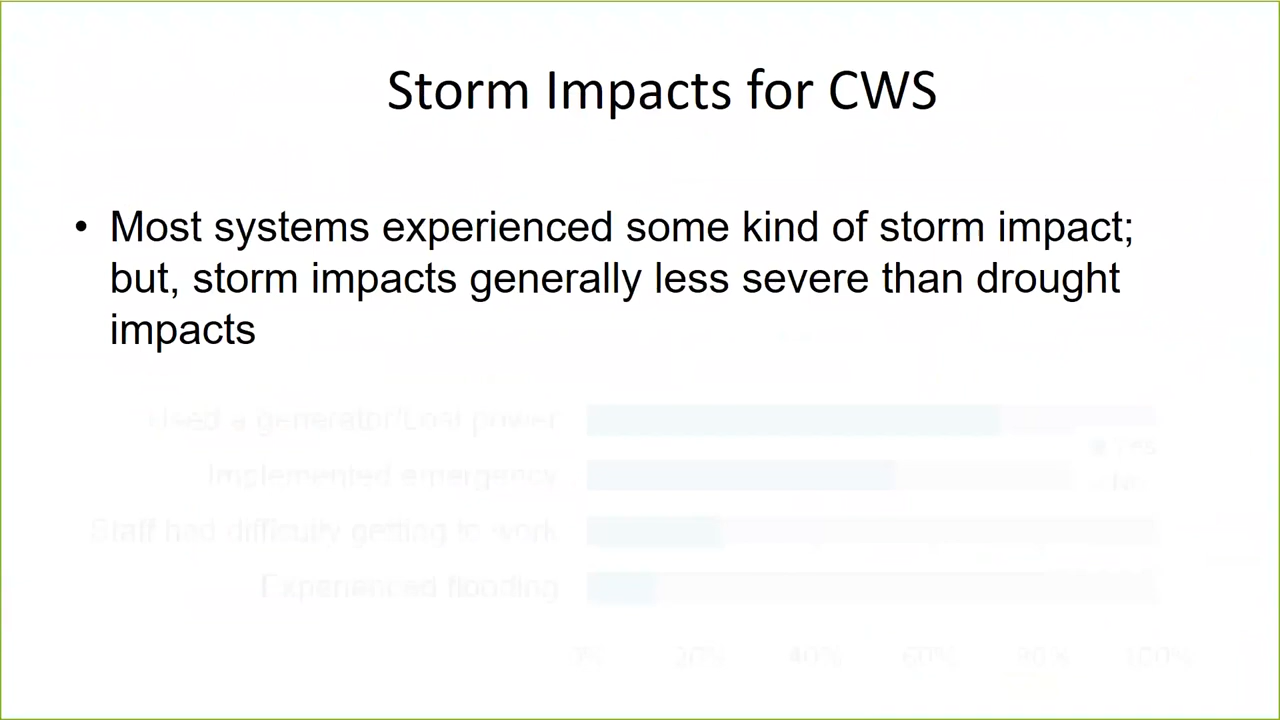 Storm Impacts for CWS
• Most systems experienced some kind of storm impact;
but, storm impacts generally less severe than drought
impacts
Used a generator/Lost power
Implemented emergency
Staff had difficulty getting to work
Experienced flooding
0% 20% 40% 60% 80% 100%